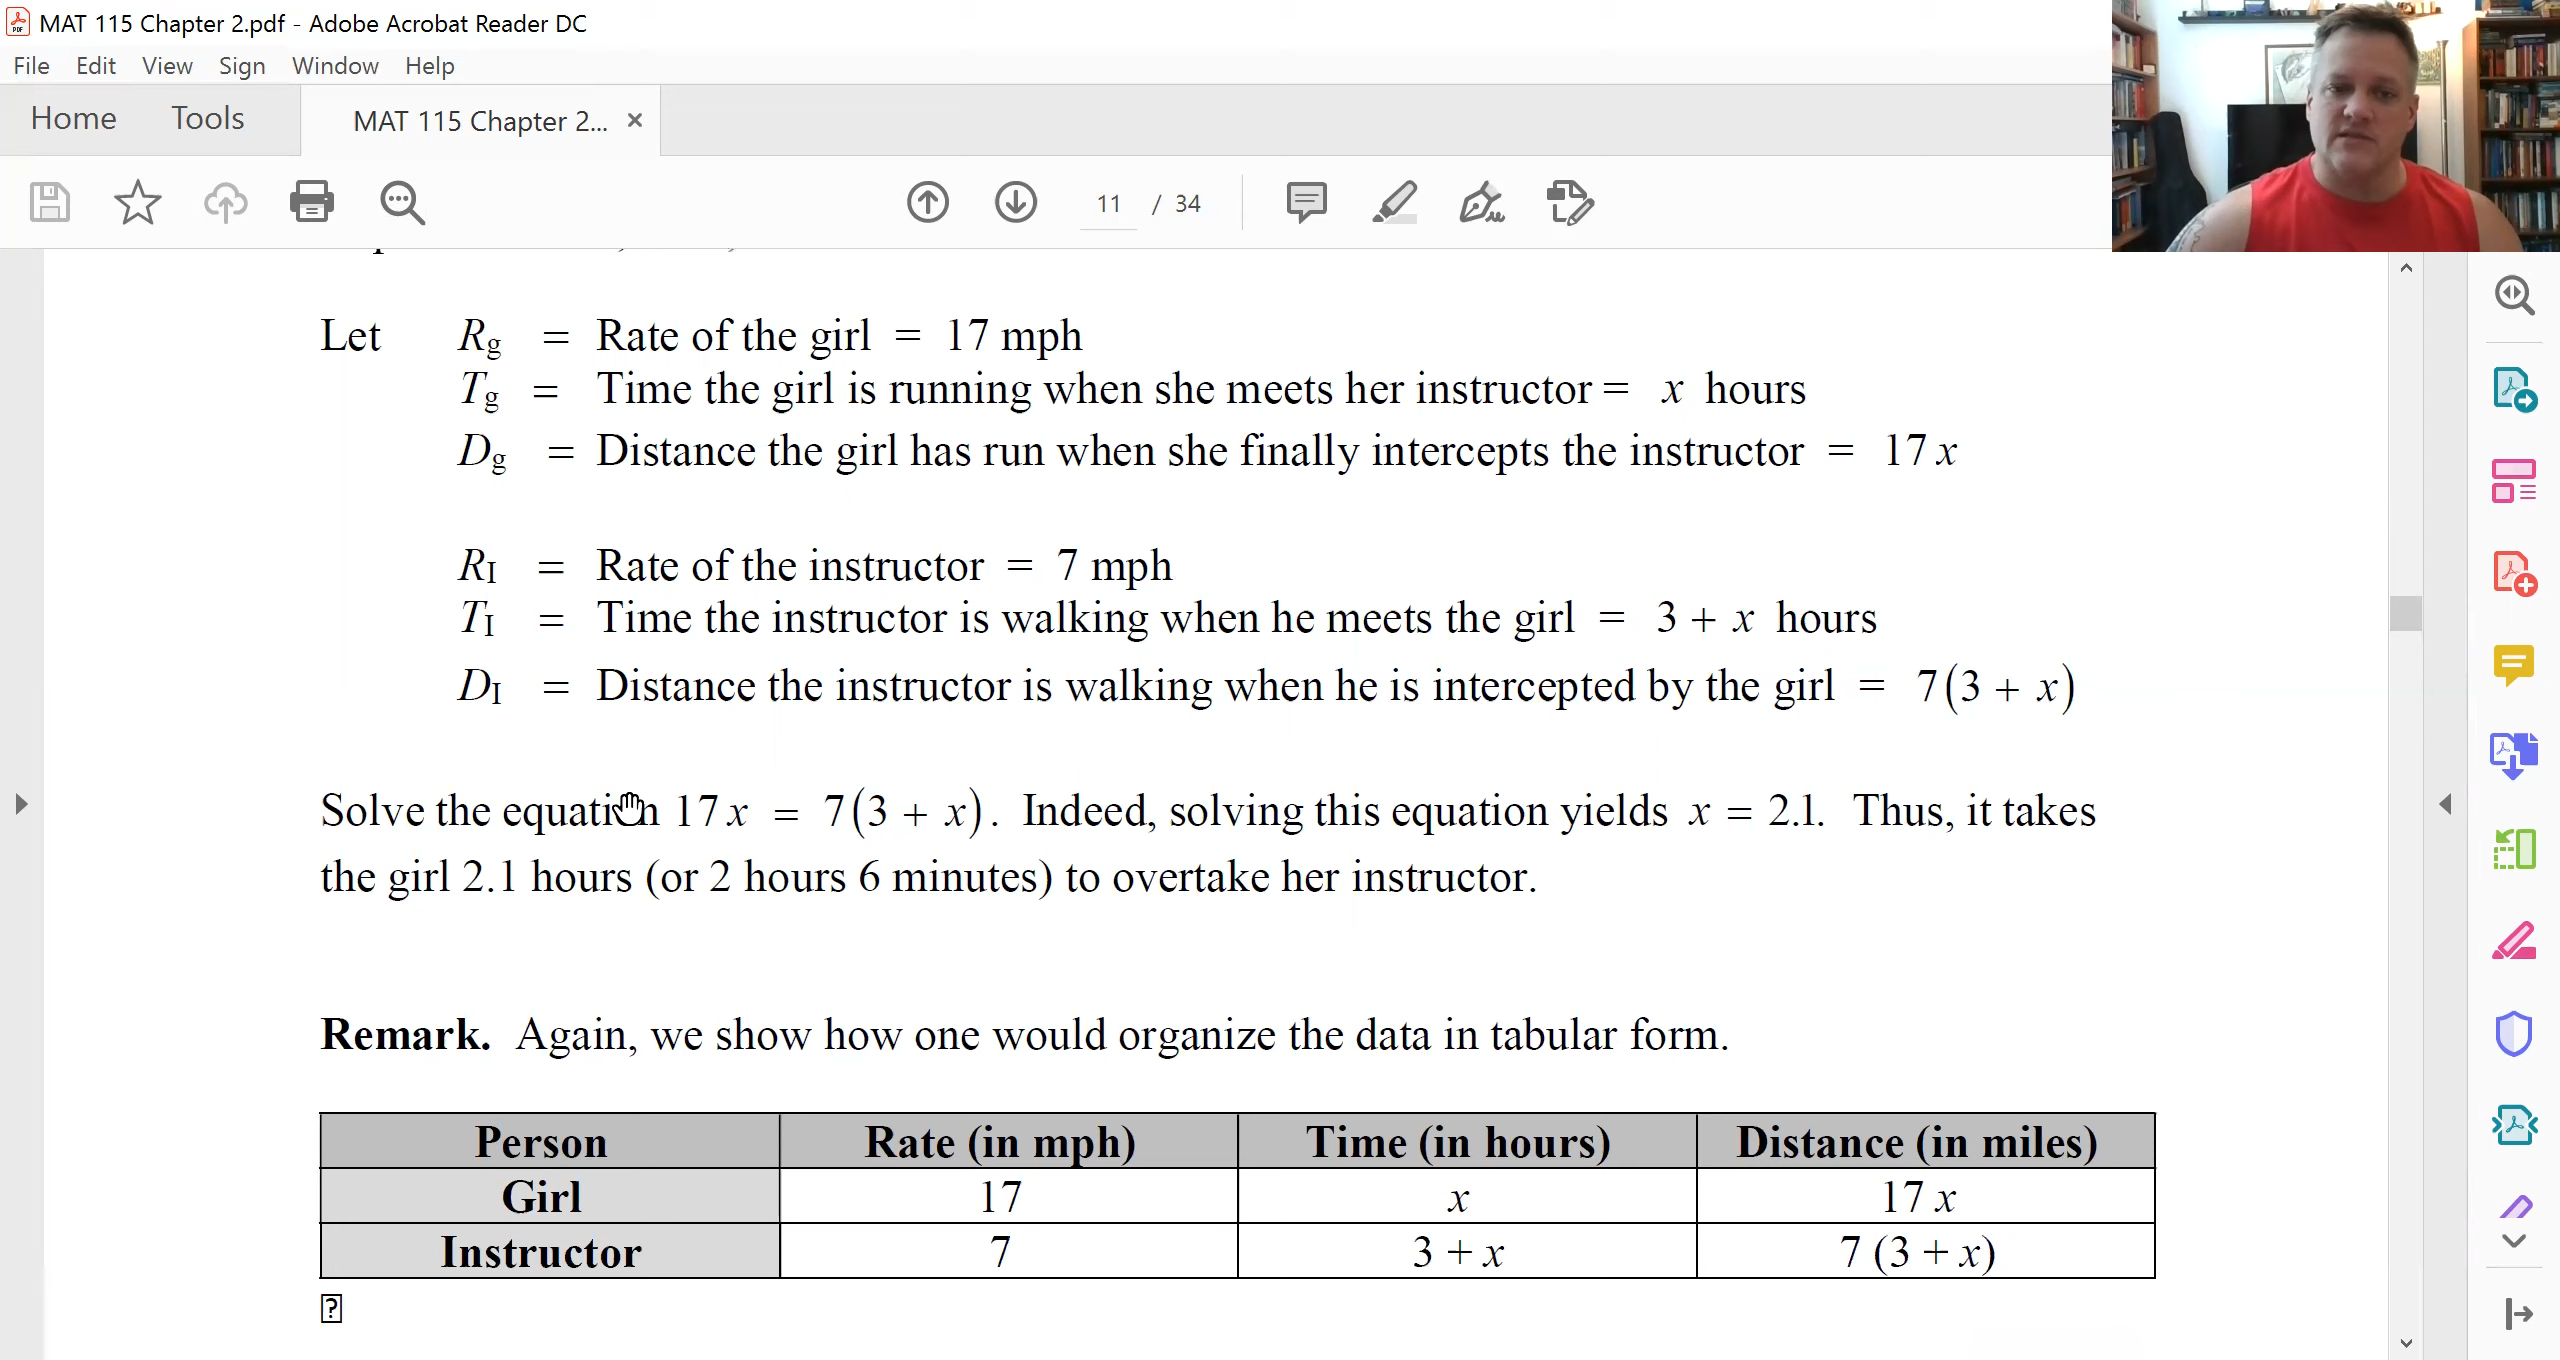 MAT 115 Chapter 2.pdf - Adobe Acrobat Reader DC
File Edit View Sign Window Help
Home Tools MAT 115 Chapter 2... ×
11 / 34
Let R_g = Rate of the girl = 17 mph
T_g = Time the girl is running when she meets her instructor = x hours
D_g = Distance the girl has run when she finally intercepts the instructor = 17 x
R_I = Rate of the instructor = 7 mph
T_I = Time the instructor is walking when he meets the girl = 3 + x hours
D_I = Distance the instructor is walking when he is intercepted by the girl = 7(3 + x)
Solve the equation 17 x = 7(3 + x). Indeed, solving this equation yields x = 2.1. Thus, it takes
the girl 2.1 hours (or 2 hours 6 minutes) to overtake her instructor.
Remark. Again, we show how one would organize the data in tabular form.
Person Rate (in mph) Time (in hours) Distance (in miles)
Girl 17 x 17 x
Instructor 7 3 + x 7 (3 + x)
?